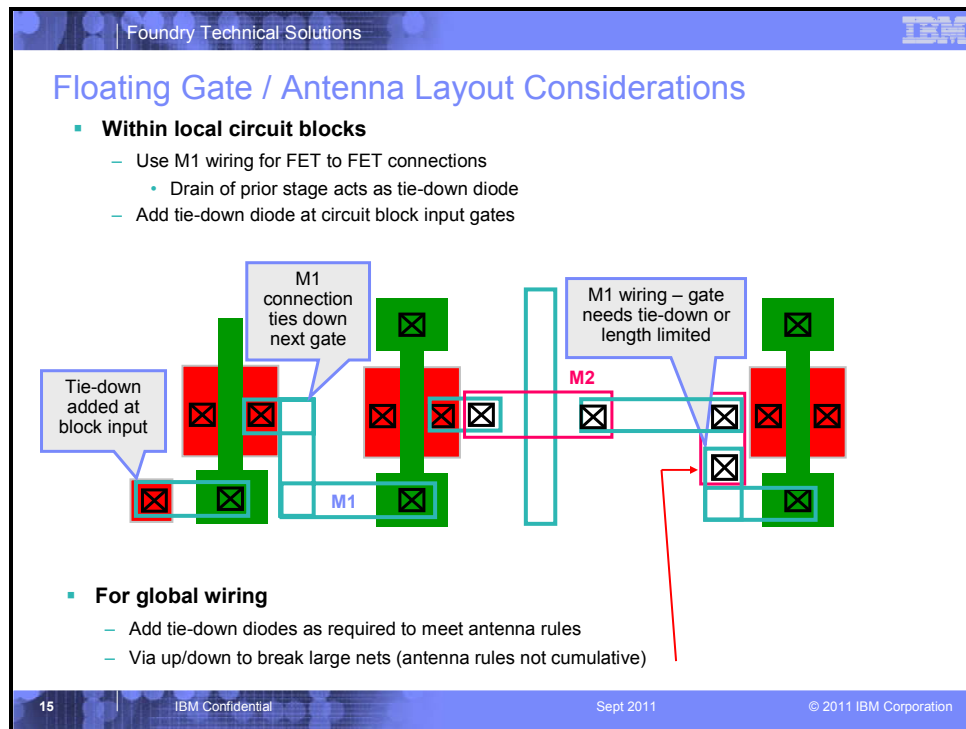 Foundry Technical Solutions
IBM
Floating Gate / Antenna Layout Considerations
▪ Within local circuit blocks
– Use M1 wiring for FET to FET connections
• Drain of prior stage acts as tie-down diode
– Add tie-down diode at circuit block input gates
M1
connection
ties down
next gate
M1 wiring – gate
needs tie-down or
length limited
Tie-down
added at
block input
M2
M1
▪ For global wiring
– Add tie-down diodes as required to meet antenna rules
– Via up/down to break large nets (antenna rules not cumulative)
15 IBM Confidential Sept 2011 © 2011 IBM Corporation